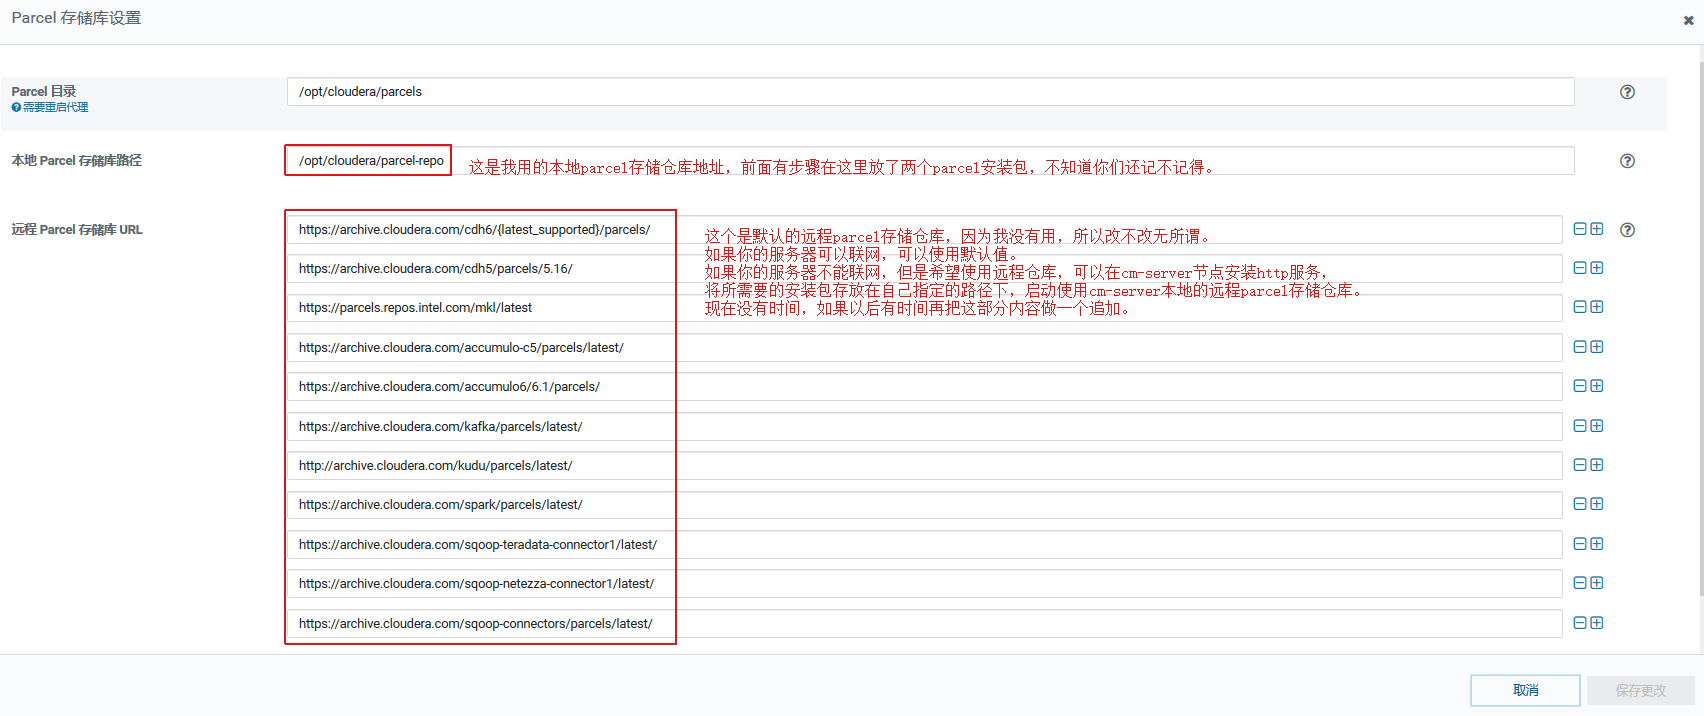 Parcel 存储库设置
Parcel 目录
需要重启代理
/opt/cloudera/parcels
本地 Parcel 存储库路径
/opt/cloudera/parcel-repo
这是我用的本地parcel存储仓库地址，前面有步骤在这里放了两个parcel安装包，不知道你们还记不记得。
远程 Parcel 存储库 URL
https://archive.cloudera.com/cdh6/{latest_supported}/parcels/
https://archive.cloudera.com/cdh5/parcels/5.16/
https://parcels.repos.intel.com/mkl/latest
https://archive.cloudera.com/accumulo-c5/parcels/latest/
https://archive.cloudera.com/accumulo6/6.1/parcels/
https://archive.cloudera.com/kafka/parcels/latest/
http://archive.cloudera.com/kudu/parcels/latest/
https://archive.cloudera.com/spark/parcels/latest/
https://archive.cloudera.com/sqoop-teradata-connector1/latest/
https://archive.cloudera.com/sqoop-netezza-connector1/latest/
https://archive.cloudera.com/sqoop-connectors/parcels/latest/
这个是默认的远程parcel存储仓库，因为我没有用，所以改不改无所谓。
如果你的服务器可以联网，可以使用默认值。
如果你的服务器不能联网，但是希望使用远程仓库，可以在cm-server节点安装http服务，
将所需要的安装包存放在自己指定的路径下，启动使用cm-server本地的远程parcel存储仓库。
现在没有时间，如果以后有时间再把这部分内容做一个追加。
取消
保存更改